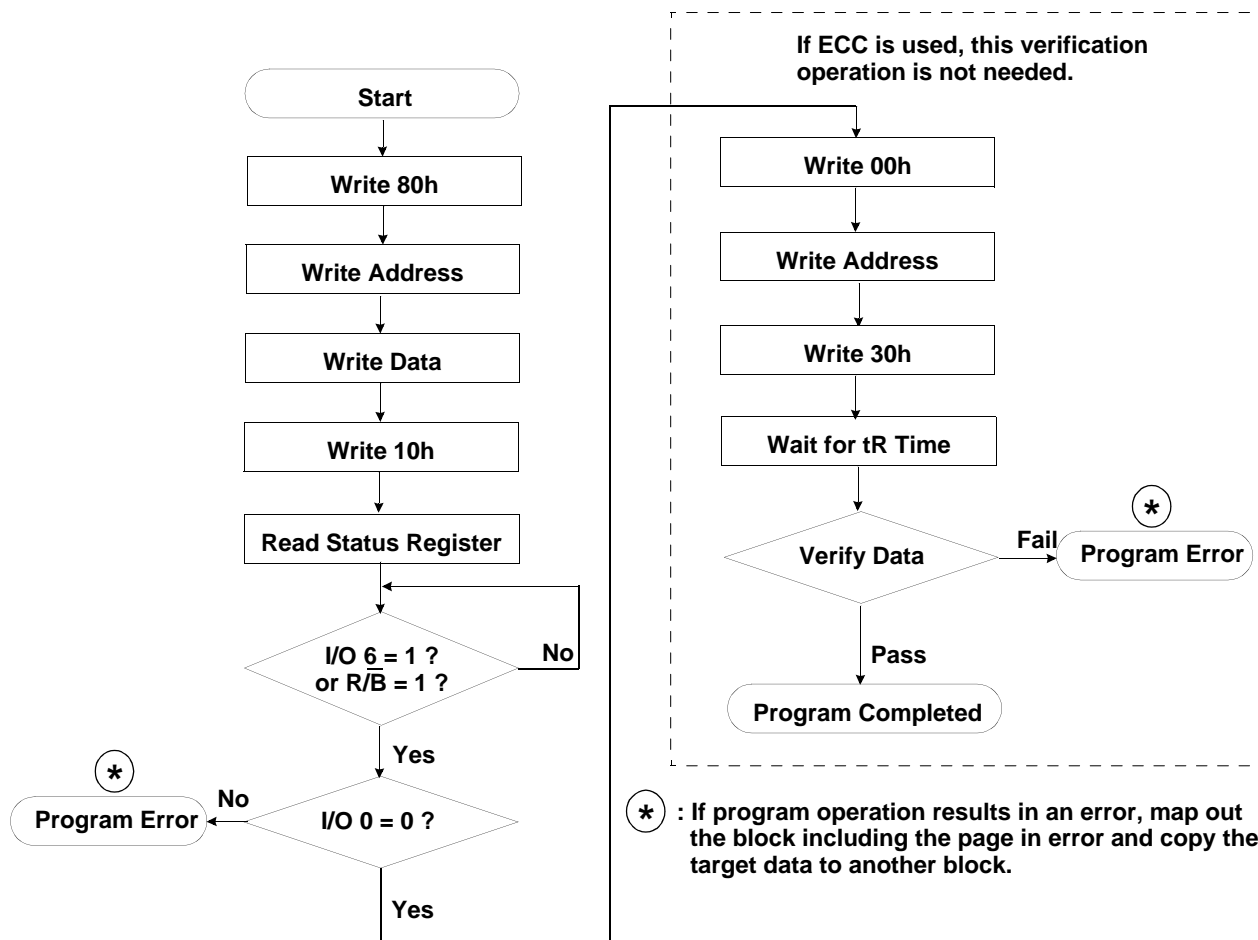 Start
Write 80h
Write Address
Write Data
Write 10h
Read Status Register
I/O 6 = 1 ?
or R/B̅ = 1 ?
No
Yes
*
Program Error
No
I/O 0 = 0 ?
Yes
If ECC is used, this verification
operation is not needed.
Write 00h
Write Address
Write 30h
Wait for tR Time
Verify Data
Fail
*
Program Error
Pass
Program Completed
* : If program operation results in an error, map out
the block including the page in error and copy the
target data to another block.